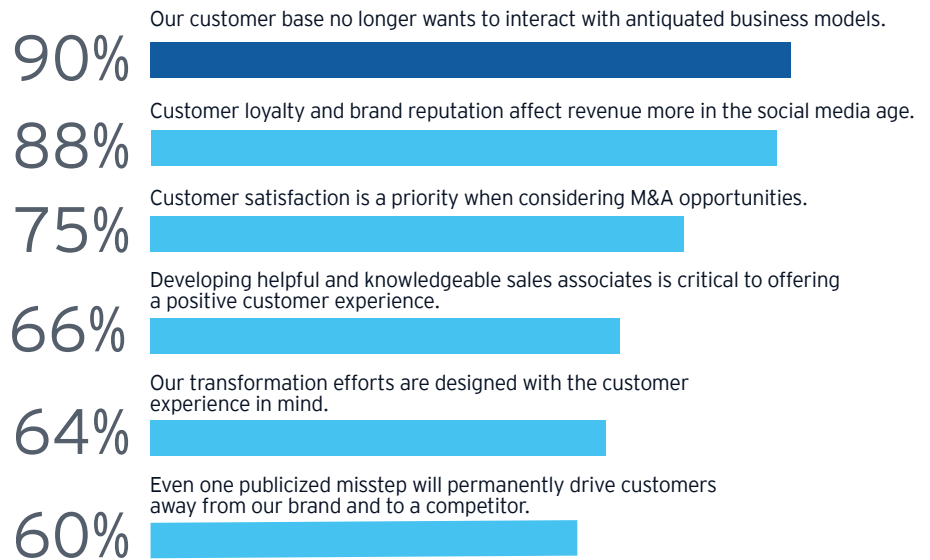 Our customer base no longer wants to interact with antiquated business models.
90%
Customer loyalty and brand reputation affect revenue more in the social media age.
88%
Customer satisfaction is a priority when considering M&A opportunities.
75%
Developing helpful and knowledgeable sales associates is critical to offering
a positive customer experience.
66%
Our transformation efforts are designed with the customer
experience in mind.
64%
Even one publicized misstep will permanently drive customers
away from our brand and to a competitor.
60%